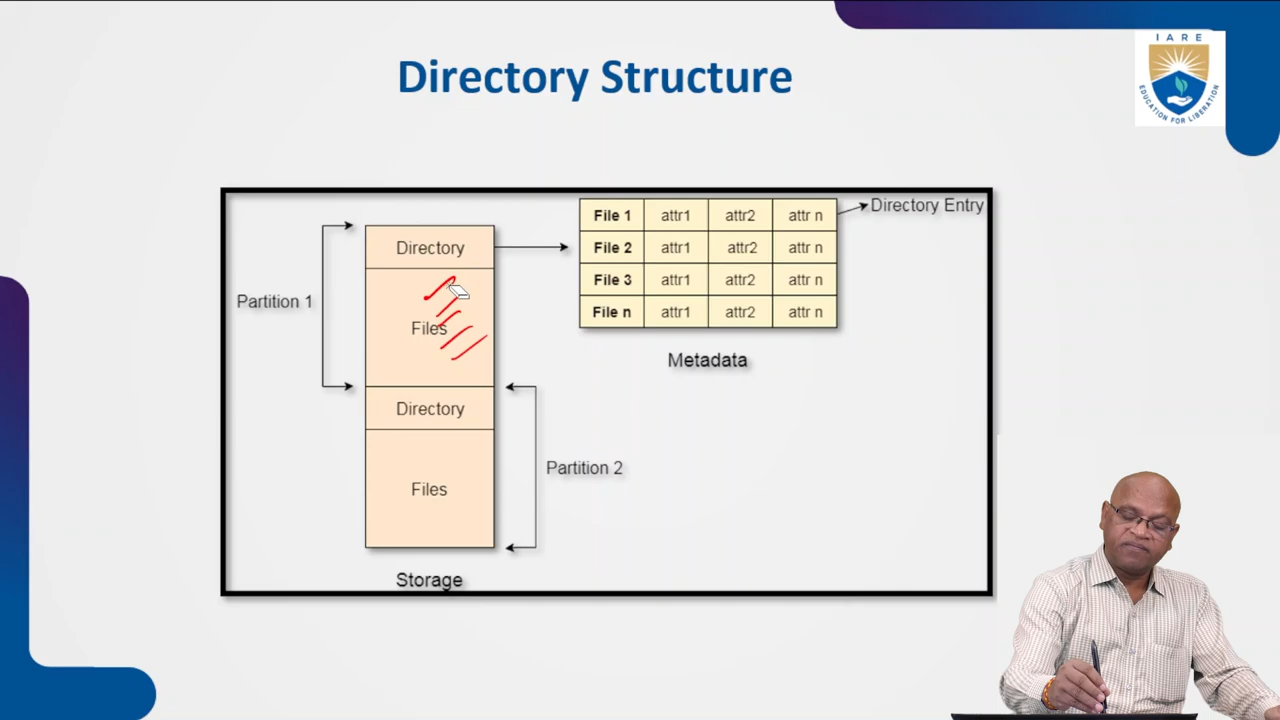 IARE
EDUCATION FOR LIBERATION
Directory Structure
Directory Entry
File 1 attr1 attr2 attr n
File 2 attr1 attr2 attr n
File 3 attr1 attr2 attr n
File n attr1 attr2 attr n
Metadata
Directory
Partition 1
Files
Directory
Partition 2
Files
Storage